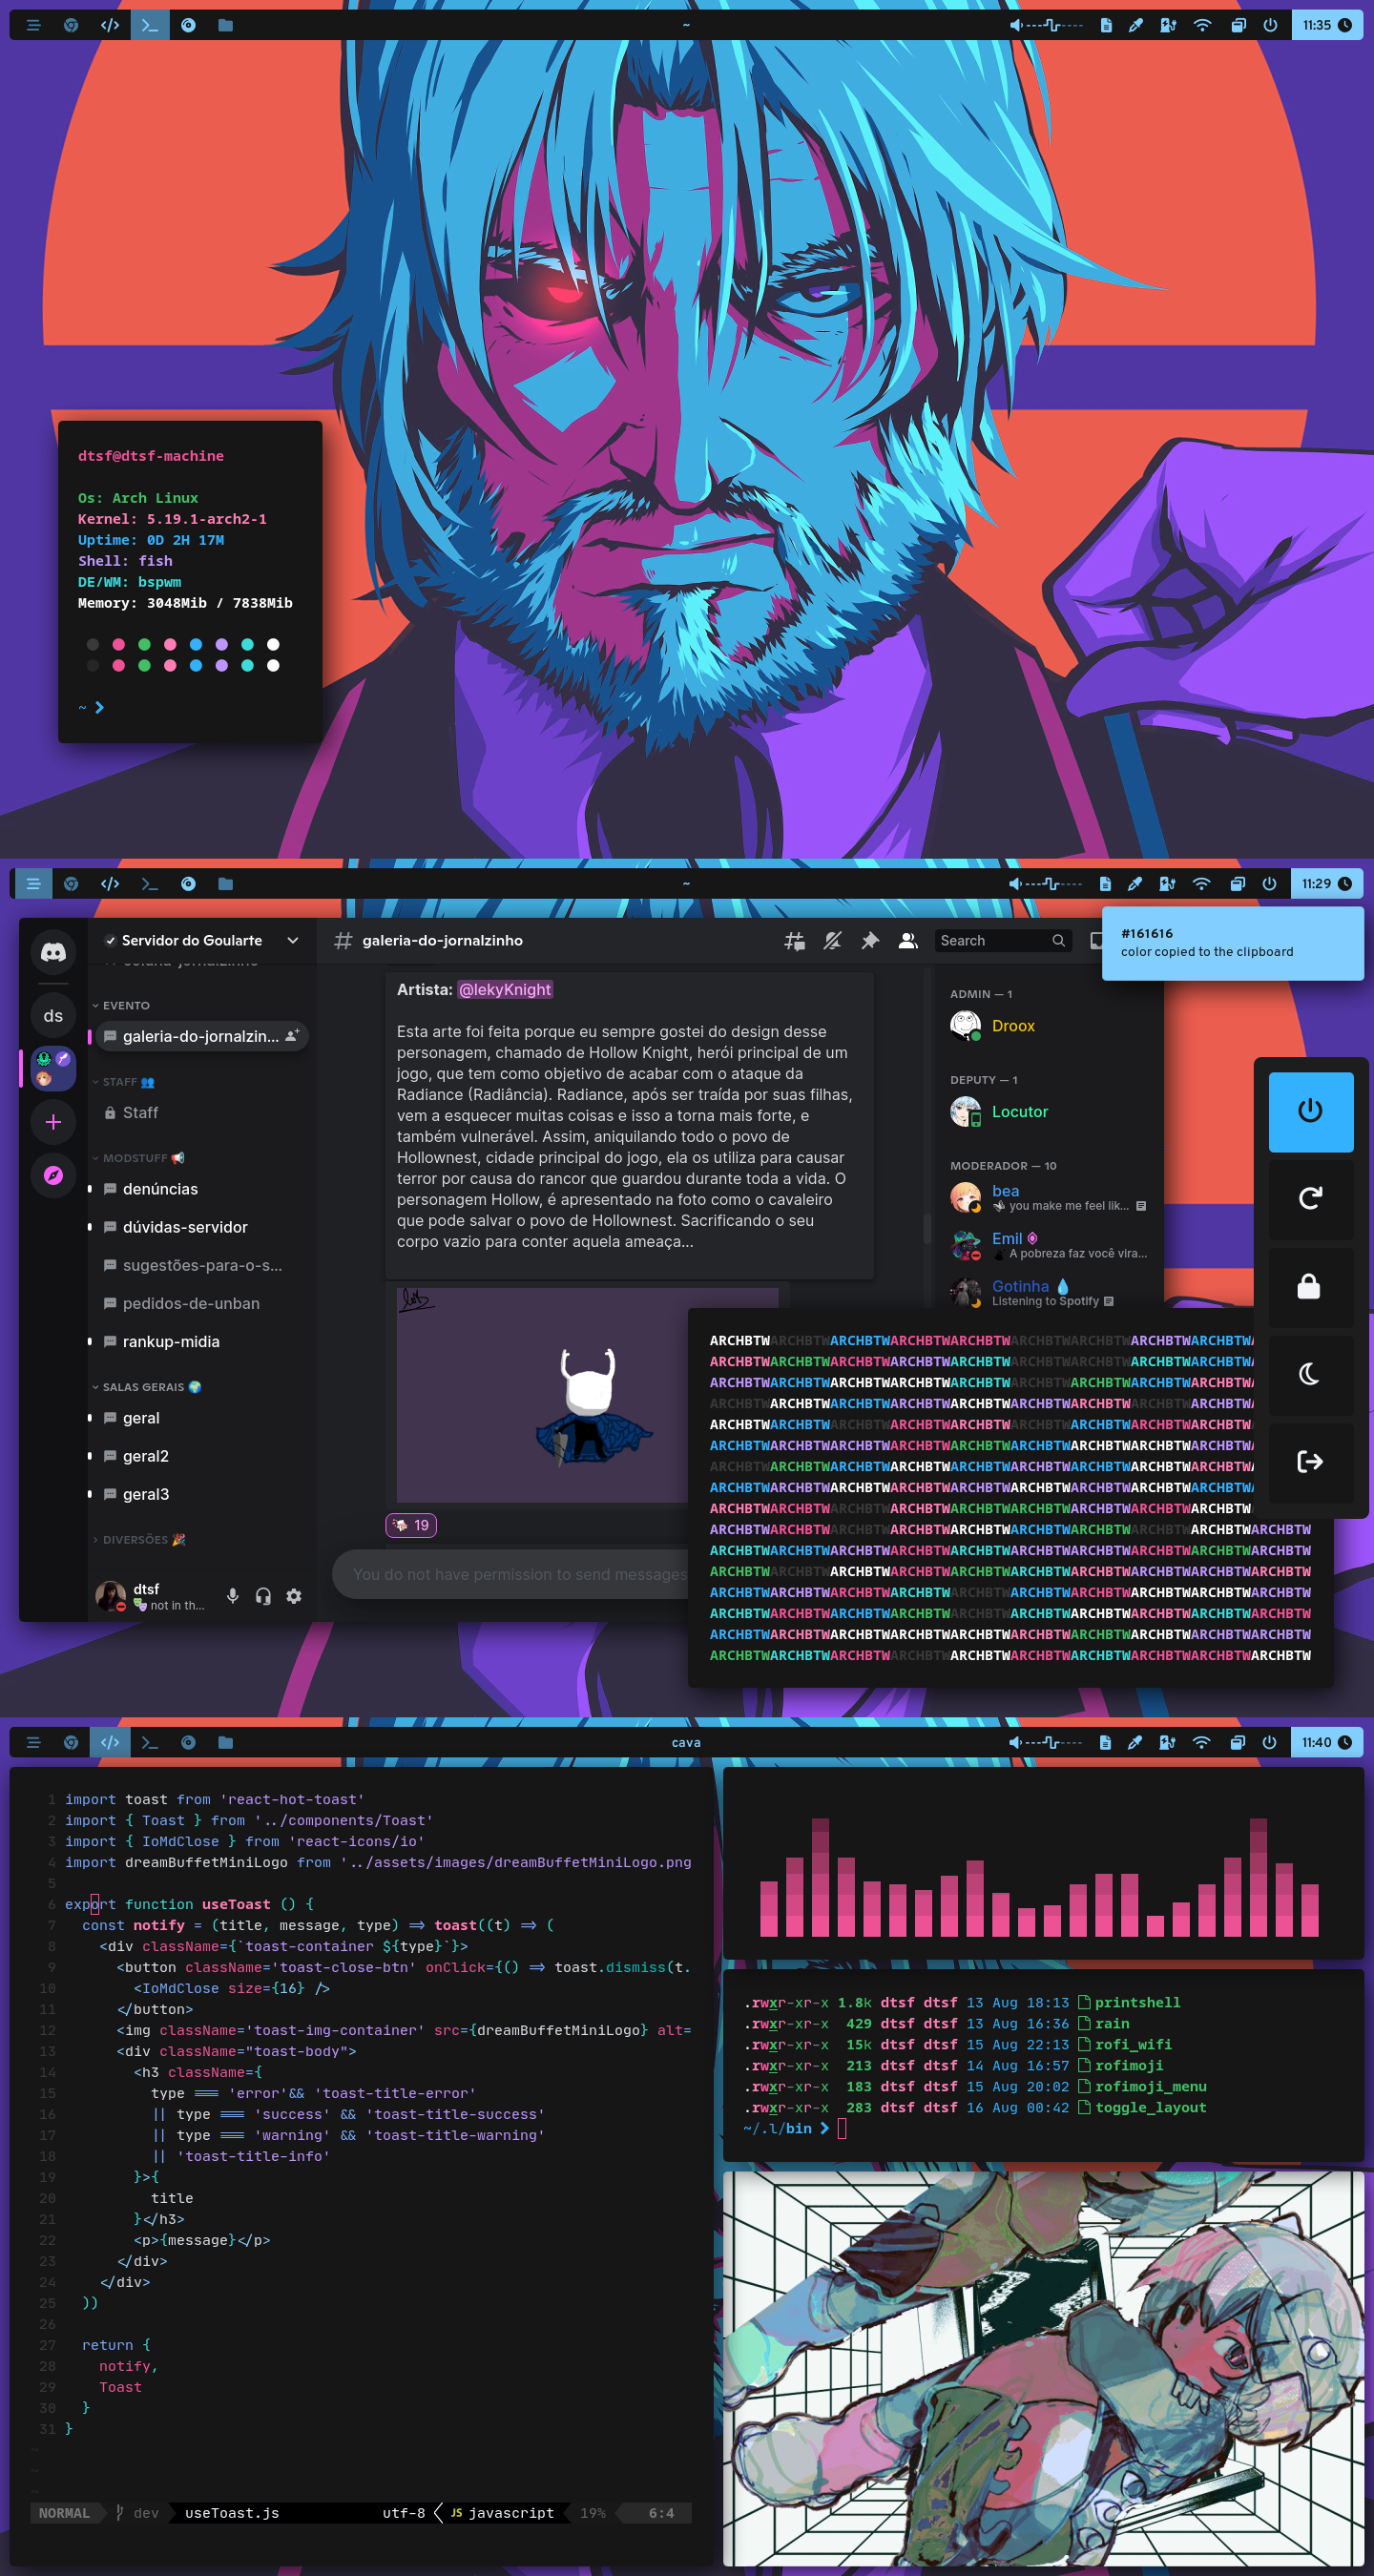 ~
11:35
dtsf@dtsf-machine
Os: Arch Linux
Kernel: 5.19.1-arch2-1
Uptime: 0D 2H 17M
Shell: fish
DE/WM: bspwm
Memory: 3048Mib / 7838Mib
~ ❯
~
11:29
#161616
color copied to the clipboard
Servidor do Goularte
ds
EVENTO
galeria-do-jornalzin...
STAFF 👥
Staff
MODSTUFF 📢
denúncias
dúvidas-servidor
sugestões-para-o-s...
pedidos-de-unban
rankup-midia
SALAS GERAIS 🌍
geral
geral2
geral3
DIVERSÕES 🎉
dtsf
not in th...
galeria-do-jornalzinho
Search
Artista: @lekyKnight
Esta arte foi feita porque eu sempre gostei do design desse
personagem, chamado de Hollow Knight, herói principal de um
jogo, que tem como objetivo de acabar com o ataque da
Radiance (Radiância). Radiance, após ser traída por suas filhas,
vem a esquecer muitas coisas e isso a torna mais forte, e
também vulnerável. Assim, aniquilando todo o povo de
Hollownest, cidade principal do jogo, ela os utiliza para causar
terror por causa do rancor que guardou durante toda a vida. O
personagem Hollow, é apresentado na foto como o cavaleiro
que pode salvar o povo de Hollownest. Sacrificando o seu
corpo vazio para conter aquela ameaça...
19
You do not have permission to send messages
ADMIN — 1
Droox
DEPUTY — 1
Locutor
MODERADOR — 10
bea
you make me feel lik...
Emil
A pobreza faz você vira...
Gotinha 💧
Listening to Spotify
ARCHBTWARCHBTWARCHBTWARCHBTWARCHBTWARCHBTWARCHBTWARCHBTWARCHBTW
ARCHBTWARCHBTWARCHBTWARCHBTWARCHBTWARCHBTWARCHBTWARCHBTWARCHBTW
ARCHBTWARCHBTWARCHBTWARCHBTWARCHBTWARCHBTWARCHBTWARCHBTWARCHBTW
ARCHBTWARCHBTWARCHBTWARCHBTWARCHBTWARCHBTWARCHBTWARCHBTWARCHBTW
ARCHBTWARCHBTWARCHBTWARCHBTWARCHBTWARCHBTWARCHBTWARCHBTWARCHBTW
ARCHBTWARCHBTWARCHBTWARCHBTWARCHBTWARCHBTWARCHBTWARCHBTWARCHBTW
ARCHBTWARCHBTWARCHBTWARCHBTWARCHBTWARCHBTWARCHBTWARCHBTWARCHBTW
ARCHBTWARCHBTWARCHBTWARCHBTWARCHBTWARCHBTWARCHBTWARCHBTWARCHBTW
ARCHBTWARCHBTWARCHBTWARCHBTWARCHBTWARCHBTWARCHBTWARCHBTWARCHBTW
ARCHBTWARCHBTWARCHBTWARCHBTWARCHBTWARCHBTWARCHBTWARCHBTWARCHBTWARCHBTW
ARCHBTWARCHBTWARCHBTWARCHBTWARCHBTWARCHBTWARCHBTWARCHBTWARCHBTWARCHBTW
ARCHBTWARCHBTWARCHBTWARCHBTWARCHBTWARCHBTWARCHBTWARCHBTWARCHBTWARCHBTW
ARCHBTWARCHBTWARCHBTWARCHBTWARCHBTWARCHBTWARCHBTWARCHBTWARCHBTWARCHBTW
ARCHBTWARCHBTWARCHBTWARCHBTWARCHBTWARCHBTWARCHBTWARCHBTWARCHBTWARCHBTW
ARCHBTWARCHBTWARCHBTWARCHBTWARCHBTWARCHBTWARCHBTWARCHBTWARCHBTWARCHBTW
ARCHBTWARCHBTWARCHBTWARCHBTWARCHBTWARCHBTWARCHBTWARCHBTWARCHBTWARCHBTW
cava
11:40
1 import toast from 'react-hot-toast'
2 import { Toast } from '../components/Toast'
3 import { IoMdClose } from 'react-icons/io'
4 import dreamBuffetMiniLogo from '../assets/images/dreamBuffetMiniLogo.png
5
6 export function useToast () {
7 const notify = (title, message, type) => toast((t) => (
8 <div className={`toast-container ${type}`}>
9 <button className='toast-close-btn' onClick={() => toast.dismiss(t.
10 <IoMdClose size={16} />
11 </button>
12 <img className='toast-img-container' src={dreamBuffetMiniLogo} alt=
13 <div className="toast-body">
14 <h3 className={
15 type === 'error'&& 'toast-title-error'
16 || type === 'success' && 'toast-title-success'
17 || type === 'warning' && 'toast-title-warning'
18 || 'toast-title-info'
19 }>{
20 title
21 }</h3>
22 <p>{message}</p>
23 </div>
24 </div>
25 ))
26
27 return {
28 notify,
29 Toast
30 }
31 }
~
~
~
NORMAL dev useToast.js utf-8 JS javascript 19% 6:4
.rwxr-xr-x 1.8k dtsf dtsf 13 Aug 18:13 printshell
.rwxr-xr-x 429 dtsf dtsf 13 Aug 16:36 rain
.rwxr-xr-x 15k dtsf dtsf 15 Aug 22:13 rofi_wifi
.rwxr-xr-x 213 dtsf dtsf 14 Aug 16:57 rofimoji
.rwxr-xr-x 183 dtsf dtsf 15 Aug 20:02 rofimoji_menu
.rwxr-xr-x 283 dtsf dtsf 16 Aug 00:42 toggle_layout
~/.l/bin ❯